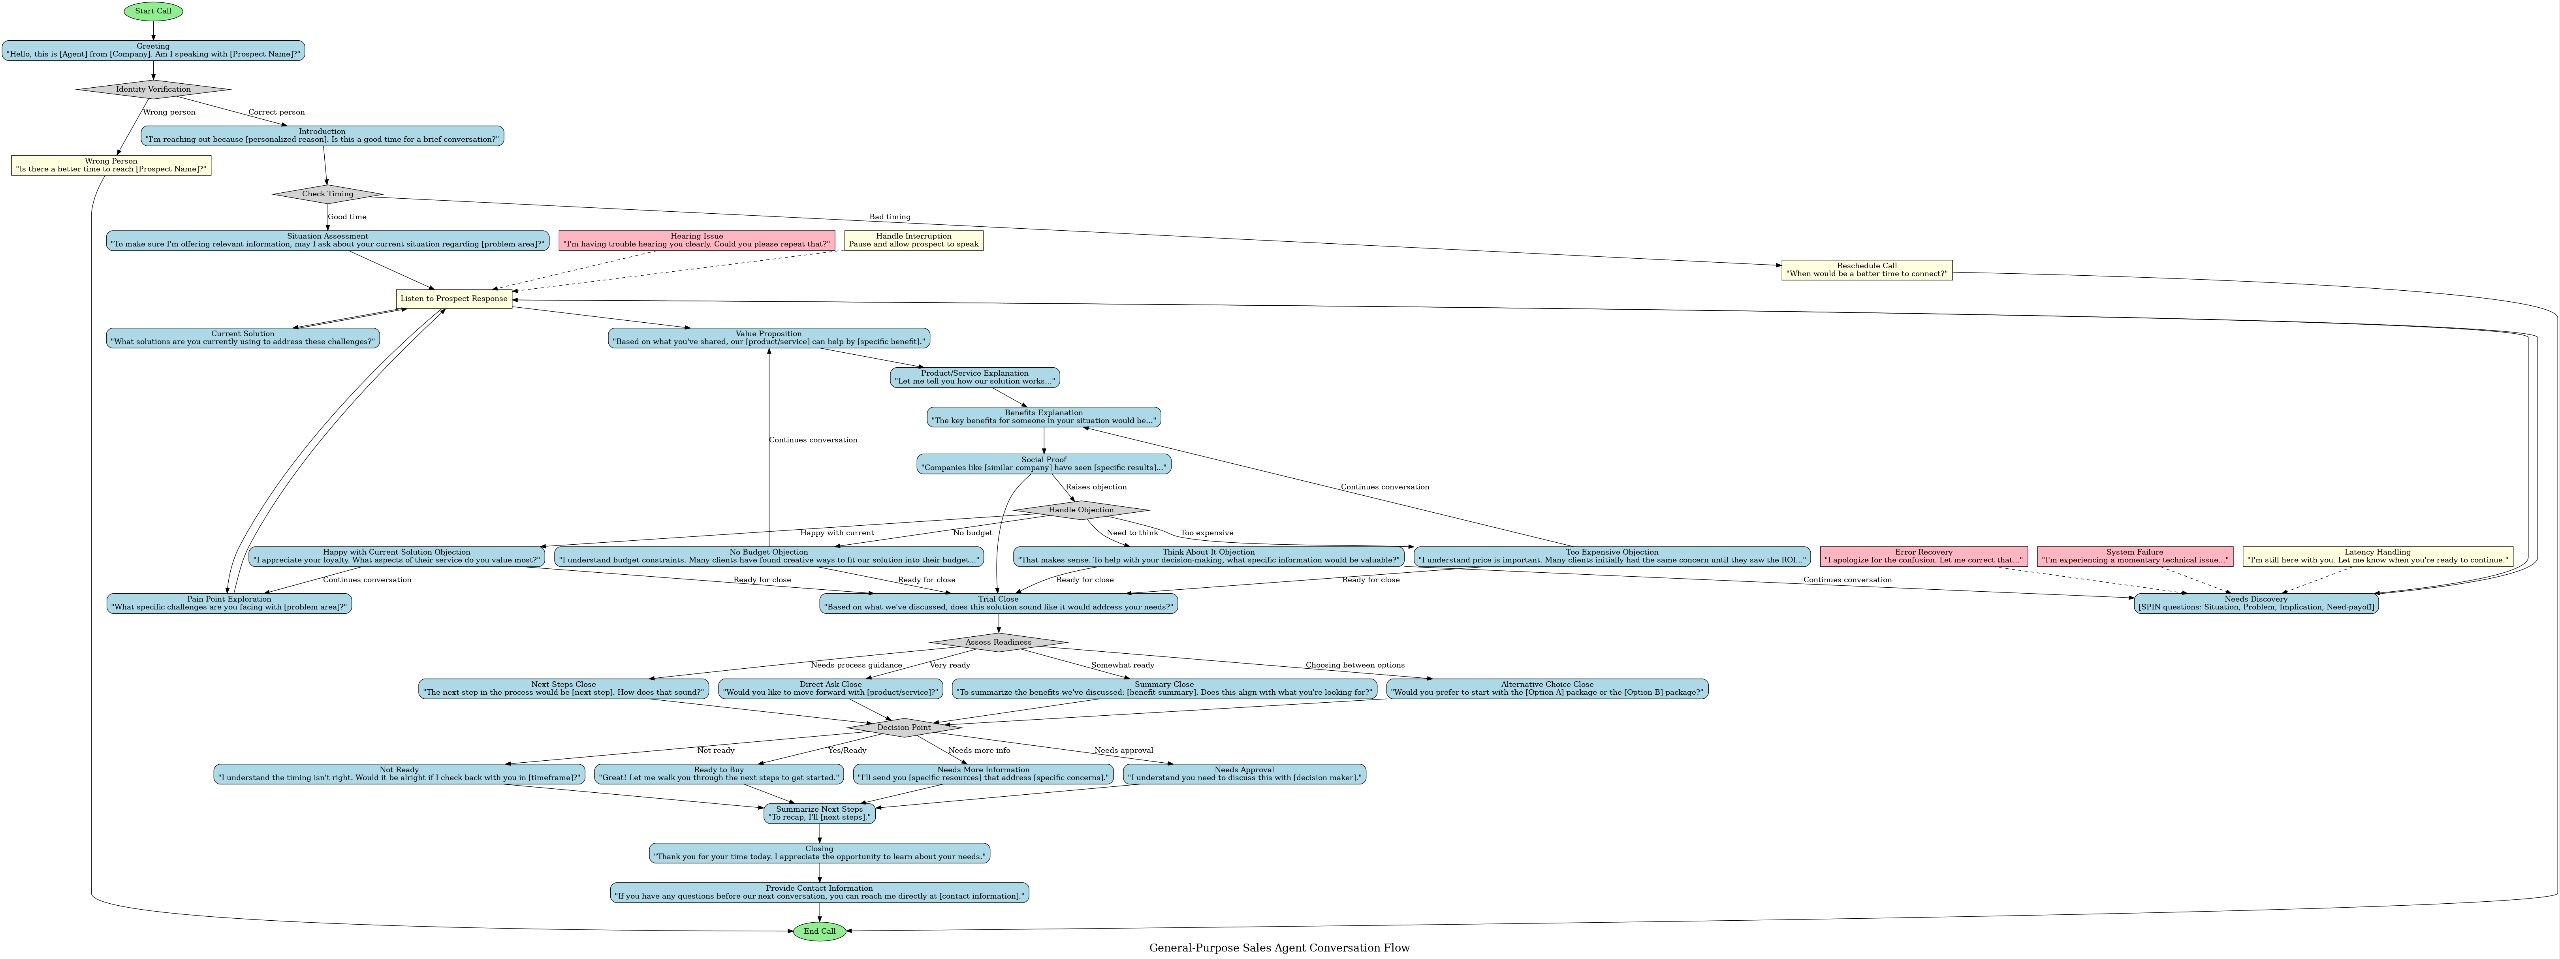 Start Call
Greeting
"Hello, this is [Agent] from [Company]. Am I speaking with [Prospect Name]?"
Identity Verification
Wrong person
Correct person
Introduction
"I'm reaching out because [personalized reason]. Is this a good time for a brief conversation?"
Wrong Person
"Is there a better time to reach [Prospect Name]?"
Check Timing
Good time
Bad timing
Situation Assessment
"To make sure I'm offering relevant information, may I ask about your current situation regarding [problem area]?"
Hearing Issue
"I'm having trouble hearing you clearly. Could you please repeat that?"
Handle Interruption
Pause and allow prospect to speak
Reschedule Call
"When would be a better time to connect?"
Listen to Prospect Response
Current Solution
"What solutions are you currently using to address these challenges?"
Value Proposition
"Based on what you've shared, our [product/service] can help by [specific benefit]."
Product/Service Explanation
"Let me tell you how our solution works..."
Benefits Explanation
"The key benefits for someone in your situation would be..."
Continues conversation
Social Proof
"Companies like [similar company] have seen [specific results]..."
Raises objection
Continues conversation
Handle Objection
Happy with current
No budget
Need to think
Too expensive
Happy with Current Solution Objection
"I appreciate your loyalty. What aspects of their service do you value most?"
No Budget Objection
"I understand budget constraints. Many clients have found creative ways to fit our solution into their budget..."
Think About It Objection
"That makes sense. To help with your decision-making, what specific information would be valuable?"
Too Expensive Objection
"I understand price is important. Many clients initially had the same concern until they saw the ROI..."
Error Recovery
"I apologize for the confusion. Let me correct that..."
System Failure
"I'm experiencing a momentary technical issue..."
Latency Handling
"I'm still here with you. Let me know when you're ready to continue."
Continues conversation
Ready for close
Ready for close
Ready for close
Ready for close
Continues conversation
Pain Point Exploration
"What specific challenges are you facing with [problem area]?"
Trial Close
"Based on what we've discussed, does this solution sound like it would address your needs?"
Needs Discovery
[SPIN questions: Situation, Problem, Implication, Need-payoff]
Assess Readiness
Needs process guidance
Very ready
Somewhat ready
Choosing between options
Next Steps Close
"The next step in the process would be [next step]. How does that sound?"
Direct Ask Close
"Would you like to move forward with [product/service]?"
Summary Close
"To summarize the benefits we've discussed: [benefit summary]. Does this align with what you're looking for?"
Alternative Choice Close
"Would you prefer to start with the [Option A] package or the [Option B] package?"
Decision Point
Not ready
Yes/Ready
Needs more info
Needs approval
Not Ready
"I understand the timing isn't right. Would it be alright if I check back with you in [timeframe]?"
Ready to Buy
"Great! Let me walk you through the next steps to get started."
Needs More Information
"I'll send you [specific resources] that address [specific concerns]."
Needs Approval
"I understand you need to discuss this with [decision maker]."
Summarize Next Steps
"To recap, I'll [next steps]."
Closing
"Thank you for your time today. I appreciate the opportunity to learn about your needs."
Provide Contact Information
"If you have any questions before our next conversation, you can reach me directly at [contact information]."
End Call
General-Purpose Sales Agent Conversation Flow